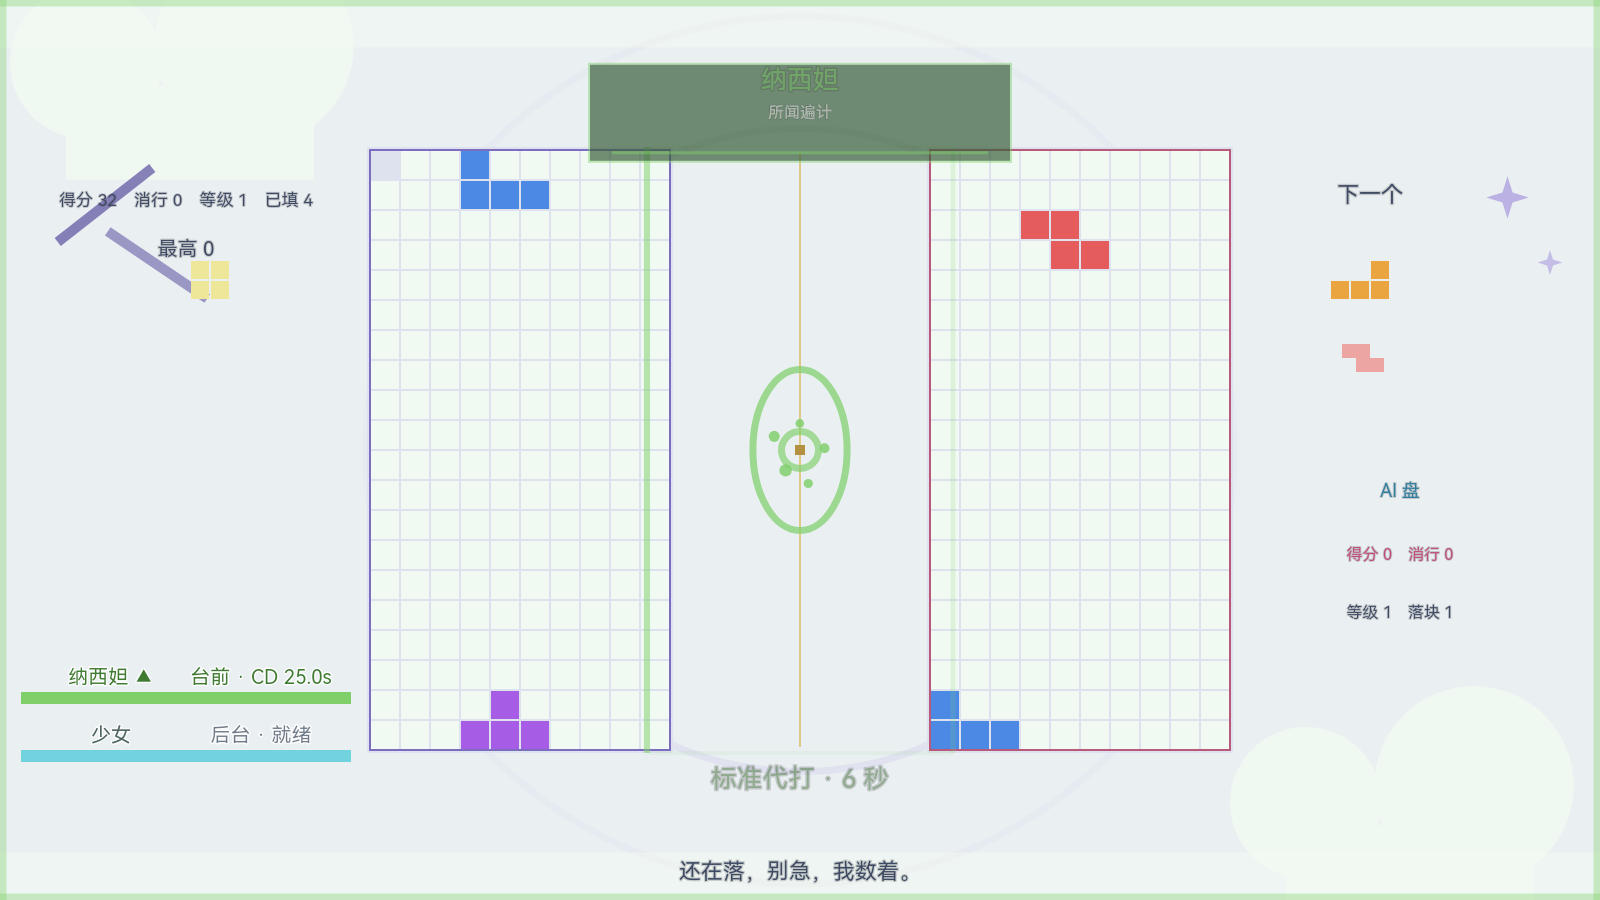 纳西妲
所闻遍计
得分 32 消行 0 等级 1 已填 4
最高 0
下一个
AI 盘
得分 0 消行 0
等级 1 落块 1
纳西妲 ▲ 台前 · CD 25.0s
少女 后台 · 就绪
标准代打 · 6 秒
还在落，别急，我数着。